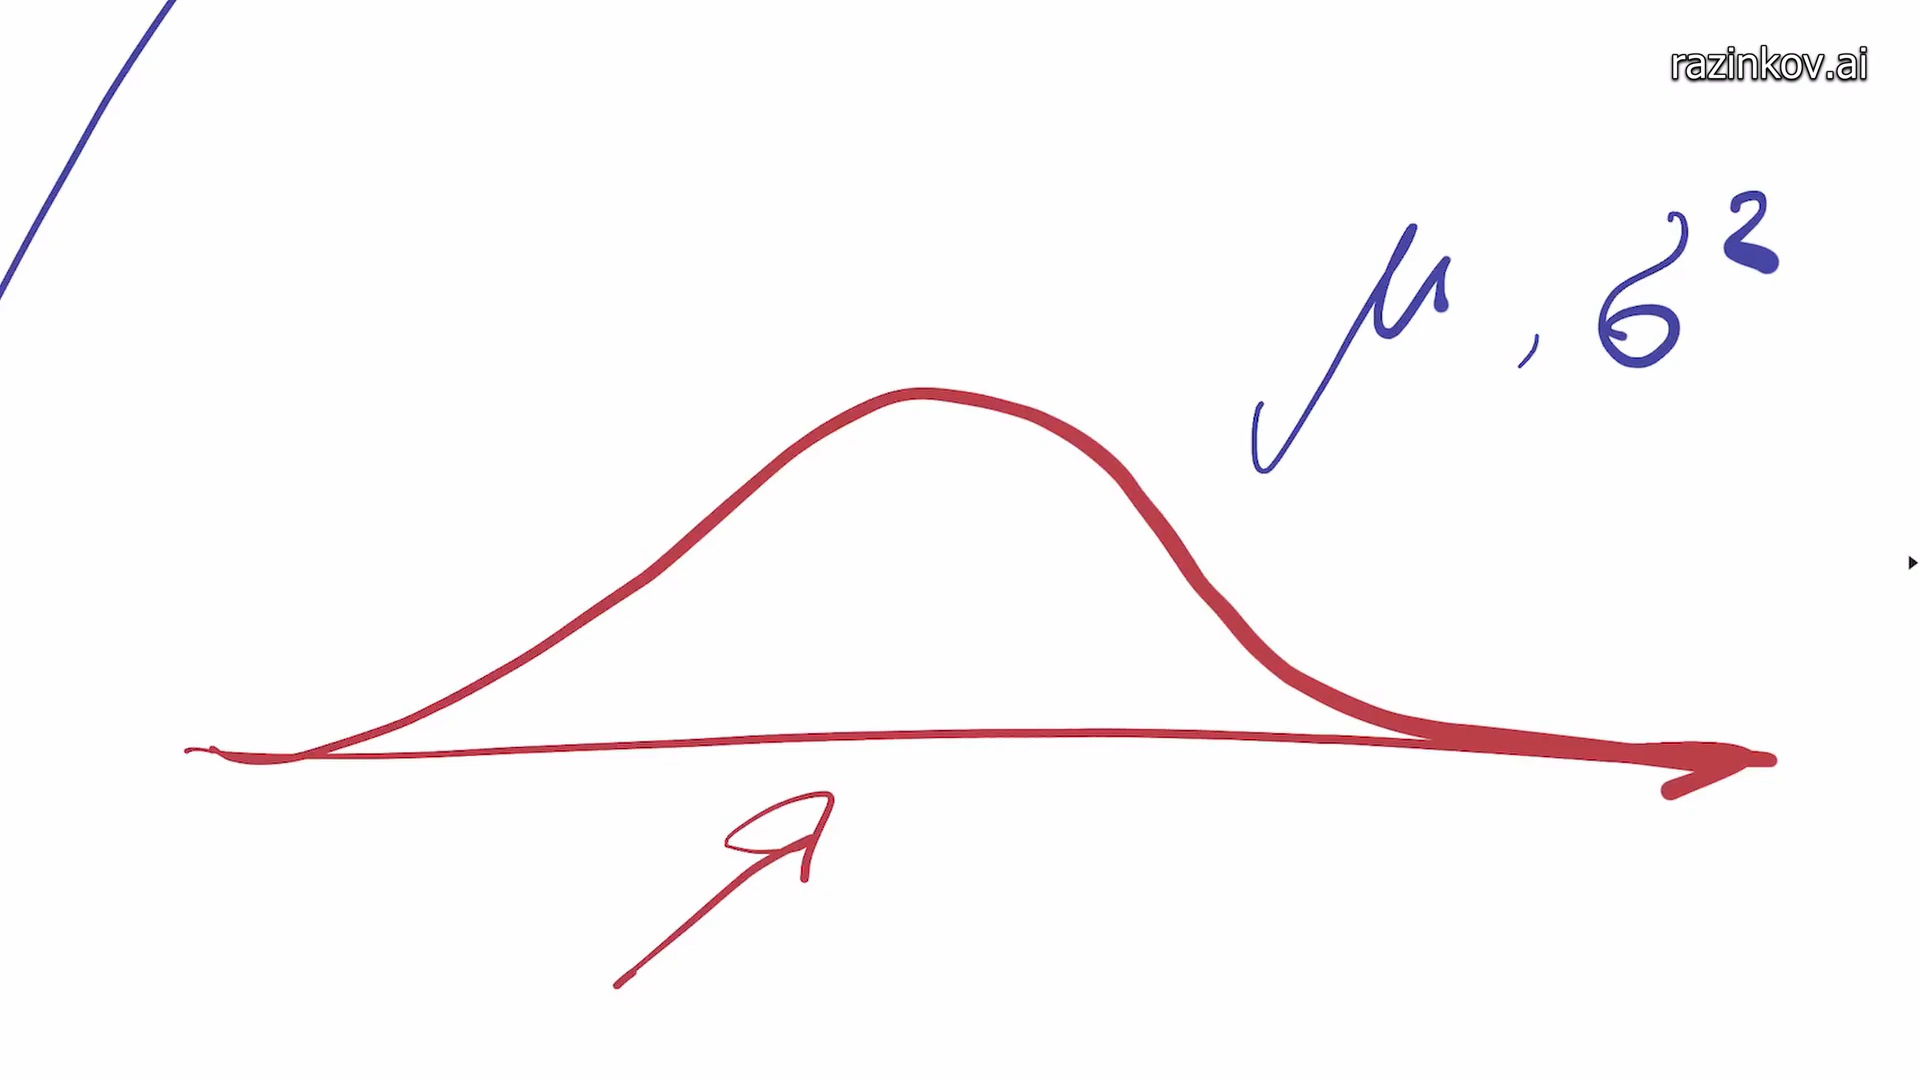 razinkov.ai
μ, σ²